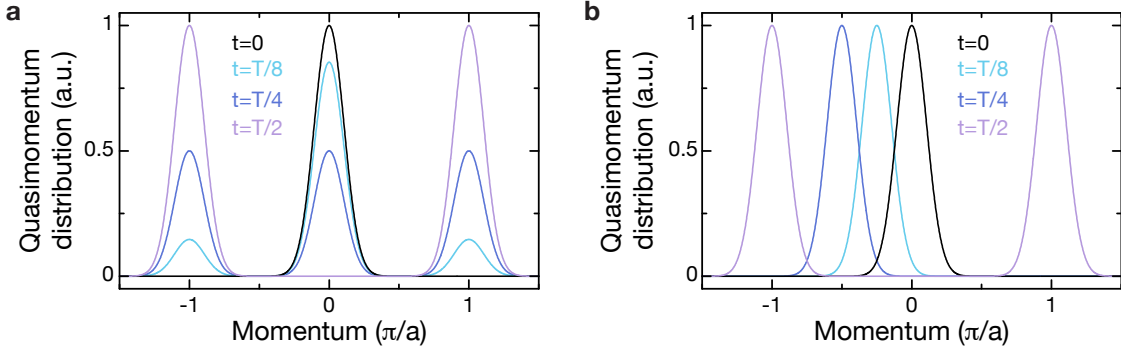 a
Quasimomentum
distribution (a.u.)
1
0.5
0
t=0
t=T/8
t=T/4
t=T/2
-1
0
1
Momentum (π/a)
b
Quasimomentum
distribution (a.u.)
1
0.5
0
t=0
t=T/8
t=T/4
t=T/2
-1
0
1
Momentum (π/a)